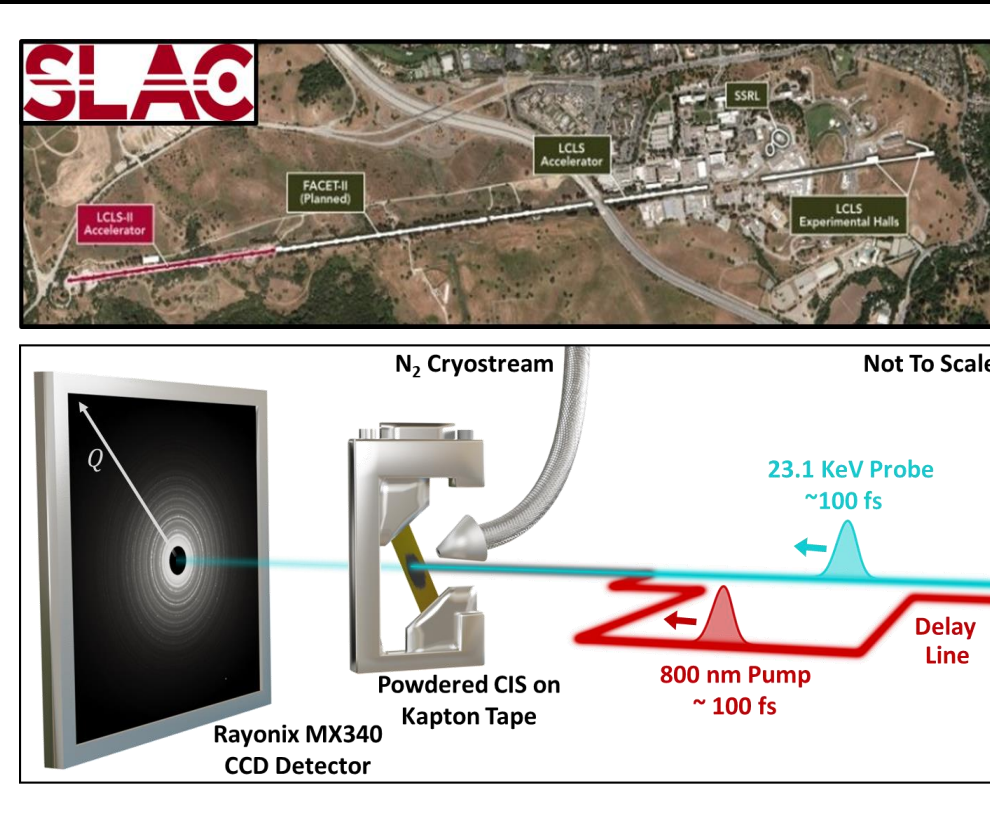 SLAC
SSRL
LCLS
Accelerator
FACET-II
(Planned)
LCLS-II
Accelerator
LCLS
Experimental Halls
N₂ Cryostream
Not To Scale
Q
23.1 KeV Probe
~100 fs
Delay
Line
800 nm Pump
~ 100 fs
Powdered CIS on
Kapton Tape
Rayonix MX340
CCD Detector